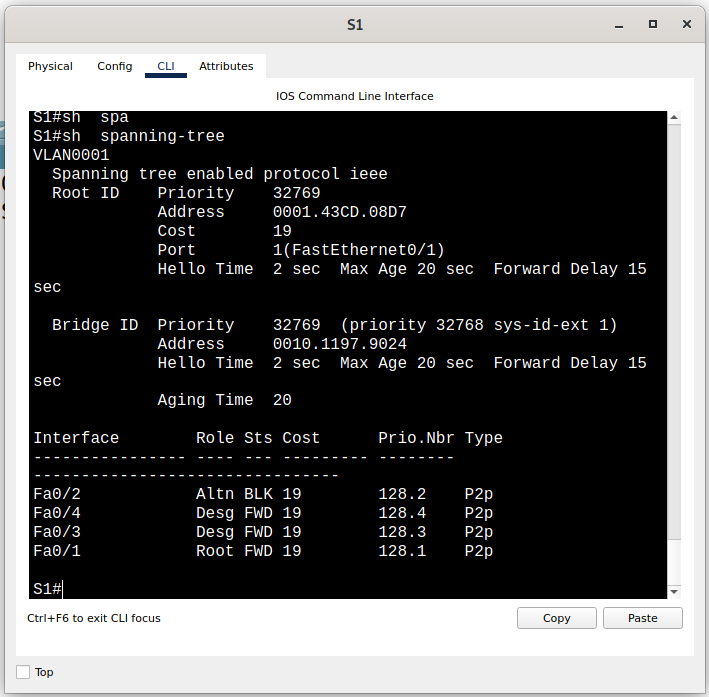 S1
Physical Config CLI Attributes
IOS Command Line Interface
S1#sh  spa
S1#sh  spanning-tree
VLAN0001
  Spanning tree enabled protocol ieee
  Root ID    Priority    32769
             Address     0001.43CD.08D7
             Cost        19
             Port        1(FastEthernet0/1)
             Hello Time  2 sec  Max Age 20 sec  Forward Delay 15
sec

  Bridge ID  Priority    32769  (priority 32768 sys-id-ext 1)
             Address     0010.1197.9024
             Hello Time  2 sec  Max Age 20 sec  Forward Delay 15
sec
             Aging Time  20

Interface        Role Sts Cost      Prio.Nbr Type
---------------- ---- --- --------- --------
--------------------------------
Fa0/2            Altn BLK 19        128.2    P2p
Fa0/4            Desg FWD 19        128.4    P2p
Fa0/3            Desg FWD 19        128.3    P2p
Fa0/1            Root FWD 19        128.1    P2p

S1#
Ctrl+F6 to exit CLI focus Copy Paste
Top